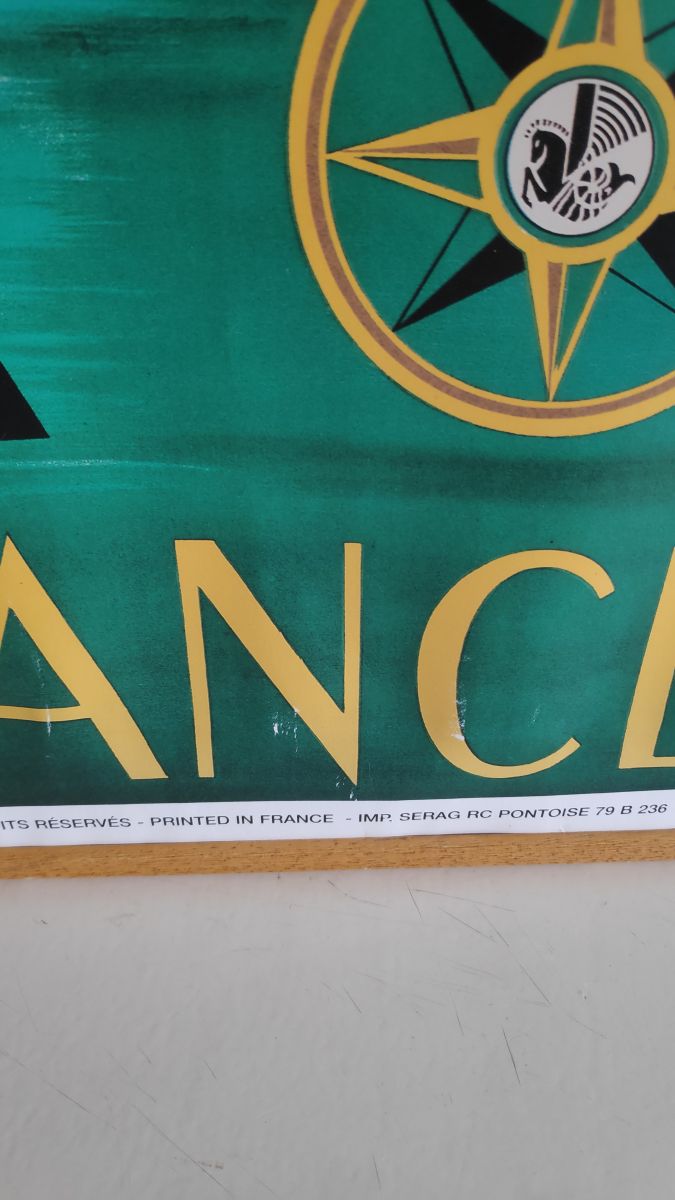 ANC
ITS RÉSERVÉS - PRINTED IN FRANCE - IMP. SERAG RC PONTOISE 79 B 236